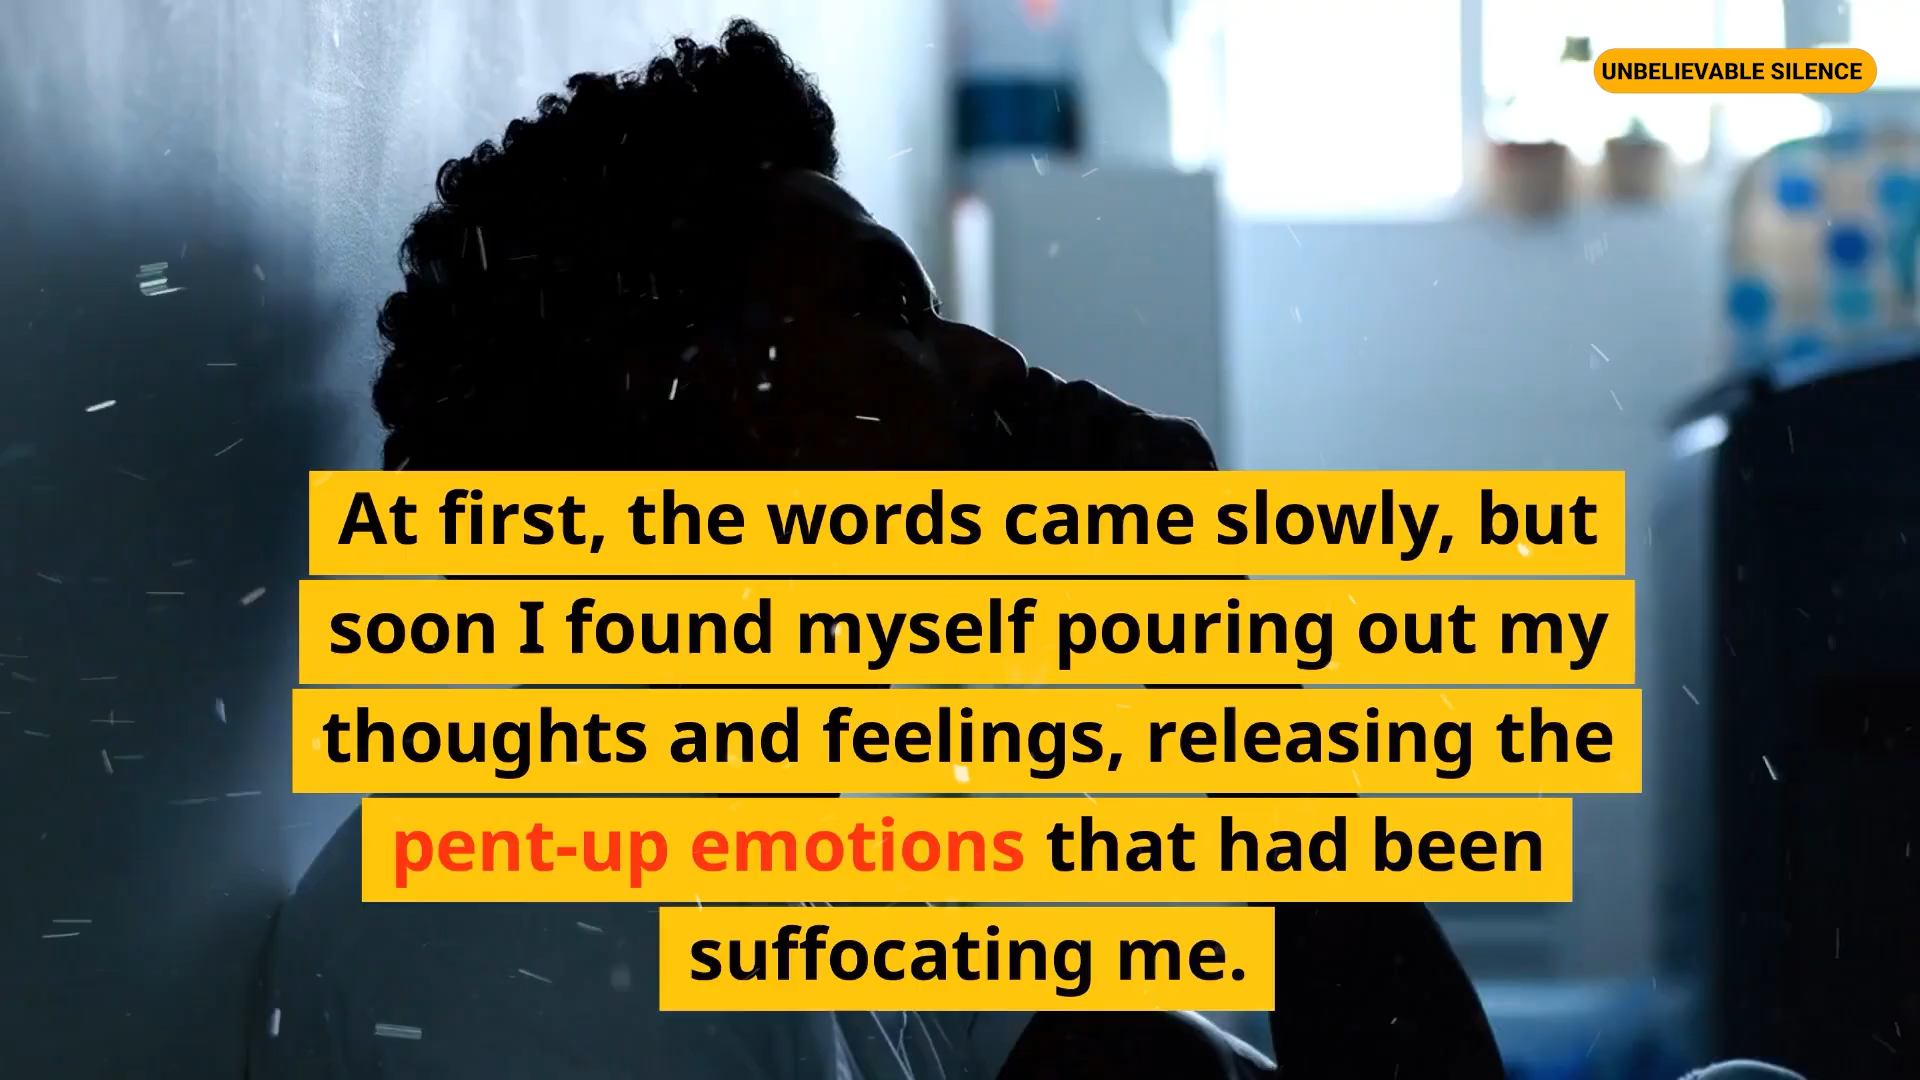 UNBELIEVABLE SILENCE
At first, the words came slowly, but
soon I found myself pouring out my
thoughts and feelings, releasing the
pent-up emotions that had been
suffocating me.